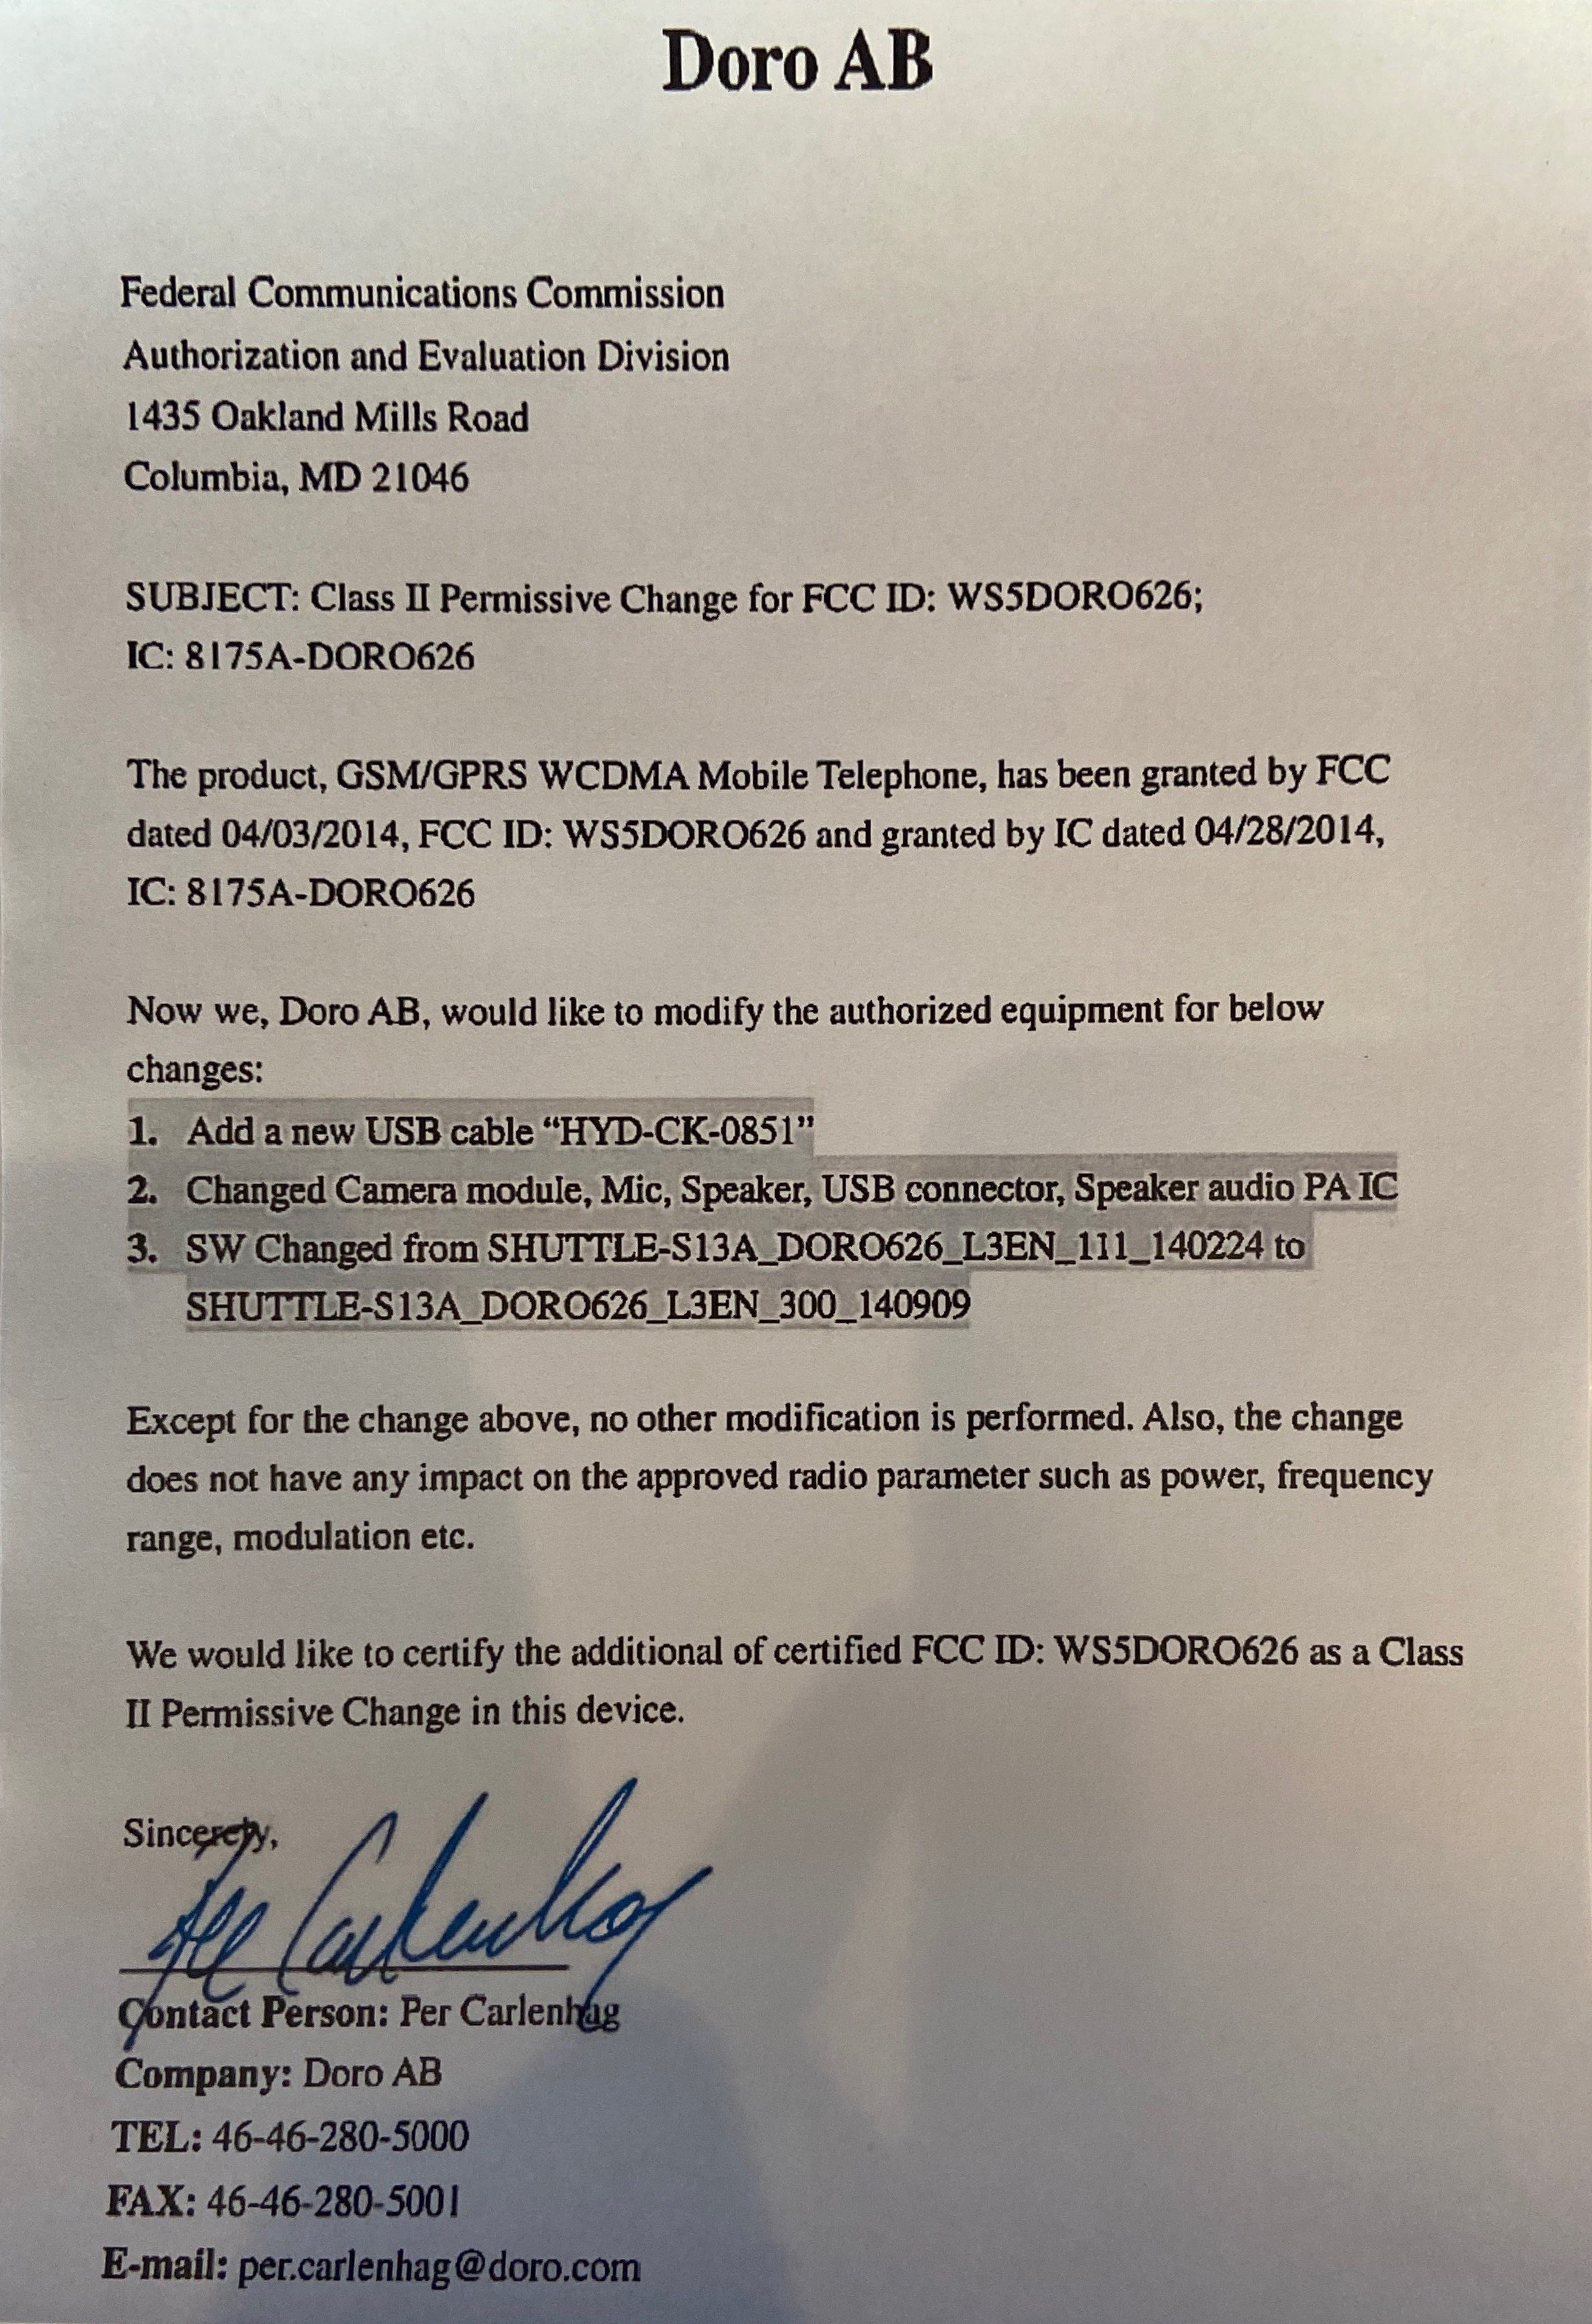 Doro AB
Federal Communications Commission
Authorization and Evaluation Division
1435 Oakland Mills Road
Columbia, MD 21046
SUBJECT: Class II Permissive Change for FCC ID: WS5DORO626;
IC: 8175A-DORO626
The product, GSM/GPRS WCDMA Mobile Telephone, has been granted by FCC
dated 04/03/2014, FCC ID: WS5DORO626 and granted by IC dated 04/28/2014,
IC: 8175A-DORO626
Now we, Doro AB, would like to modify the authorized equipment for below
changes:
1. Add a new USB cable “HYD-CK-0851”
2. Changed Camera module, Mic, Speaker, USB connector, Speaker audio PA IC
3. SW Changed from SHUTTLE-S13A_DORO626_L3EN_111_140224 to
SHUTTLE-S13A_DORO626_L3EN_300_140909
Except for the change above, no other modification is performed. Also, the change
does not have any impact on the approved radio parameter such as power, frequency
range, modulation etc.
We would like to certify the additional of certified FCC ID: WS5DORO626 as a Class
II Permissive Change in this device.
Sincerely,
Per Carlenhag
Contact Person: Per Carlenhag
Company: Doro AB
TEL: 46-46-280-5000
FAX: 46-46-280-5001
E-mail: per.carlenhag@doro.com